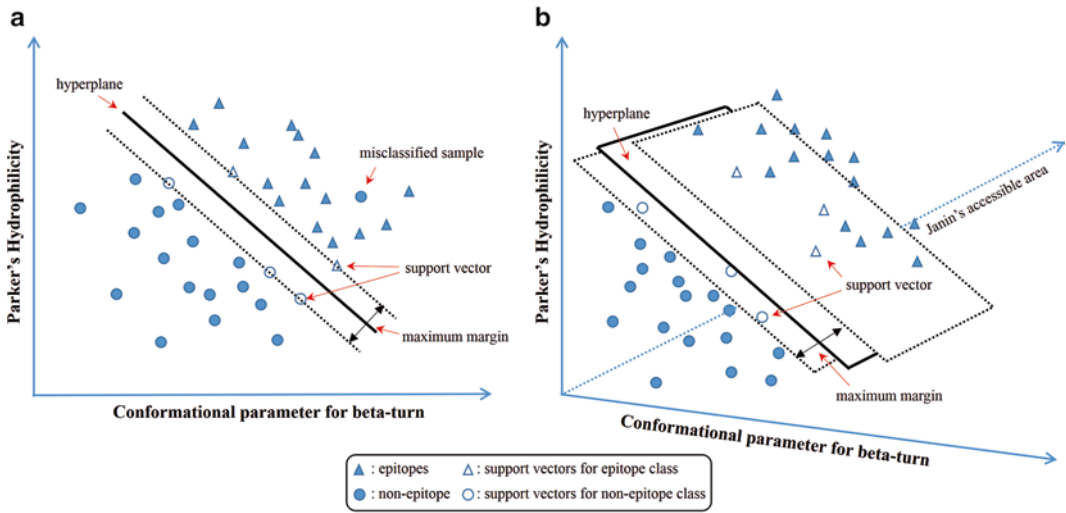 a
Parker's Hydrophilicity
hyperplane
misclassified sample
support vector
maximum margin
Conformational parameter for beta-turn
b
Parker's Hydrophilicity
hyperplane
Janin's accessible area
support vector
maximum margin
Conformational parameter for beta-turn
: epitopes : support vectors for epitope class
: non-epitope : support vectors for non-epitope class